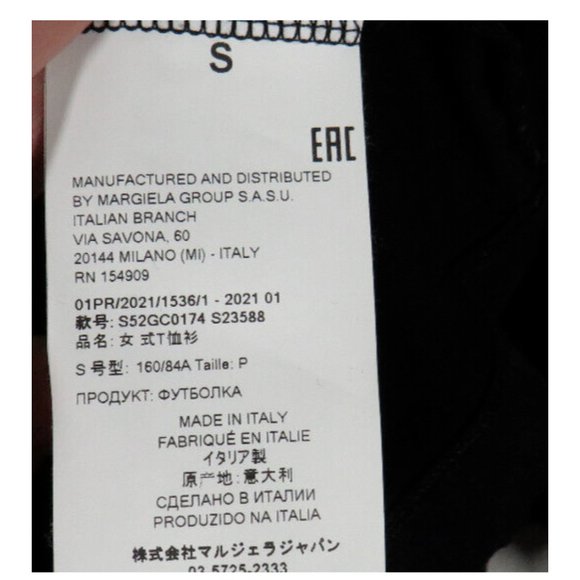 S
EAC
MANUFACTURED AND DISTRIBUTED
BY MARGIELA GROUP S.A.S.U.
ITALIAN BRANCH
VIA SAVONA, 60
20144 MILANO (MI) - ITALY
RN 154909
01PR/2021/1536/1 - 2021 01
款号: S52GC0174 S23588
品名: 女 式T恤衫
S 号型: 160/84A Taille: P
ПРОДУКТ: ФУТБОЛКА
MADE IN ITALY
FABRIQUÉ EN ITALIE
イタリア製
原产地: 意大利
СДЕЛАНО В ИТАЛИИ
PRODUZIDO NA ITALIA
株式会社マルジェラジャパン
03 5725-2333